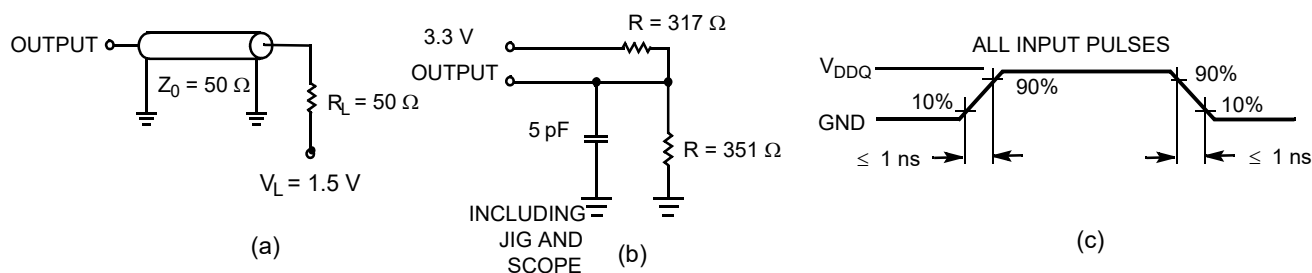 OUTPUT
Z0 = 50 Ω
RL = 50 Ω
VL = 1.5 V
(a)
R = 317 Ω
3.3 V
OUTPUT
5 pF
R = 351 Ω
INCLUDING
JIG AND
SCOPE
(b)
ALL INPUT PULSES
VDDQ
90%
90%
10%
10%
GND
≤ 1 ns
≤ 1 ns
(c)